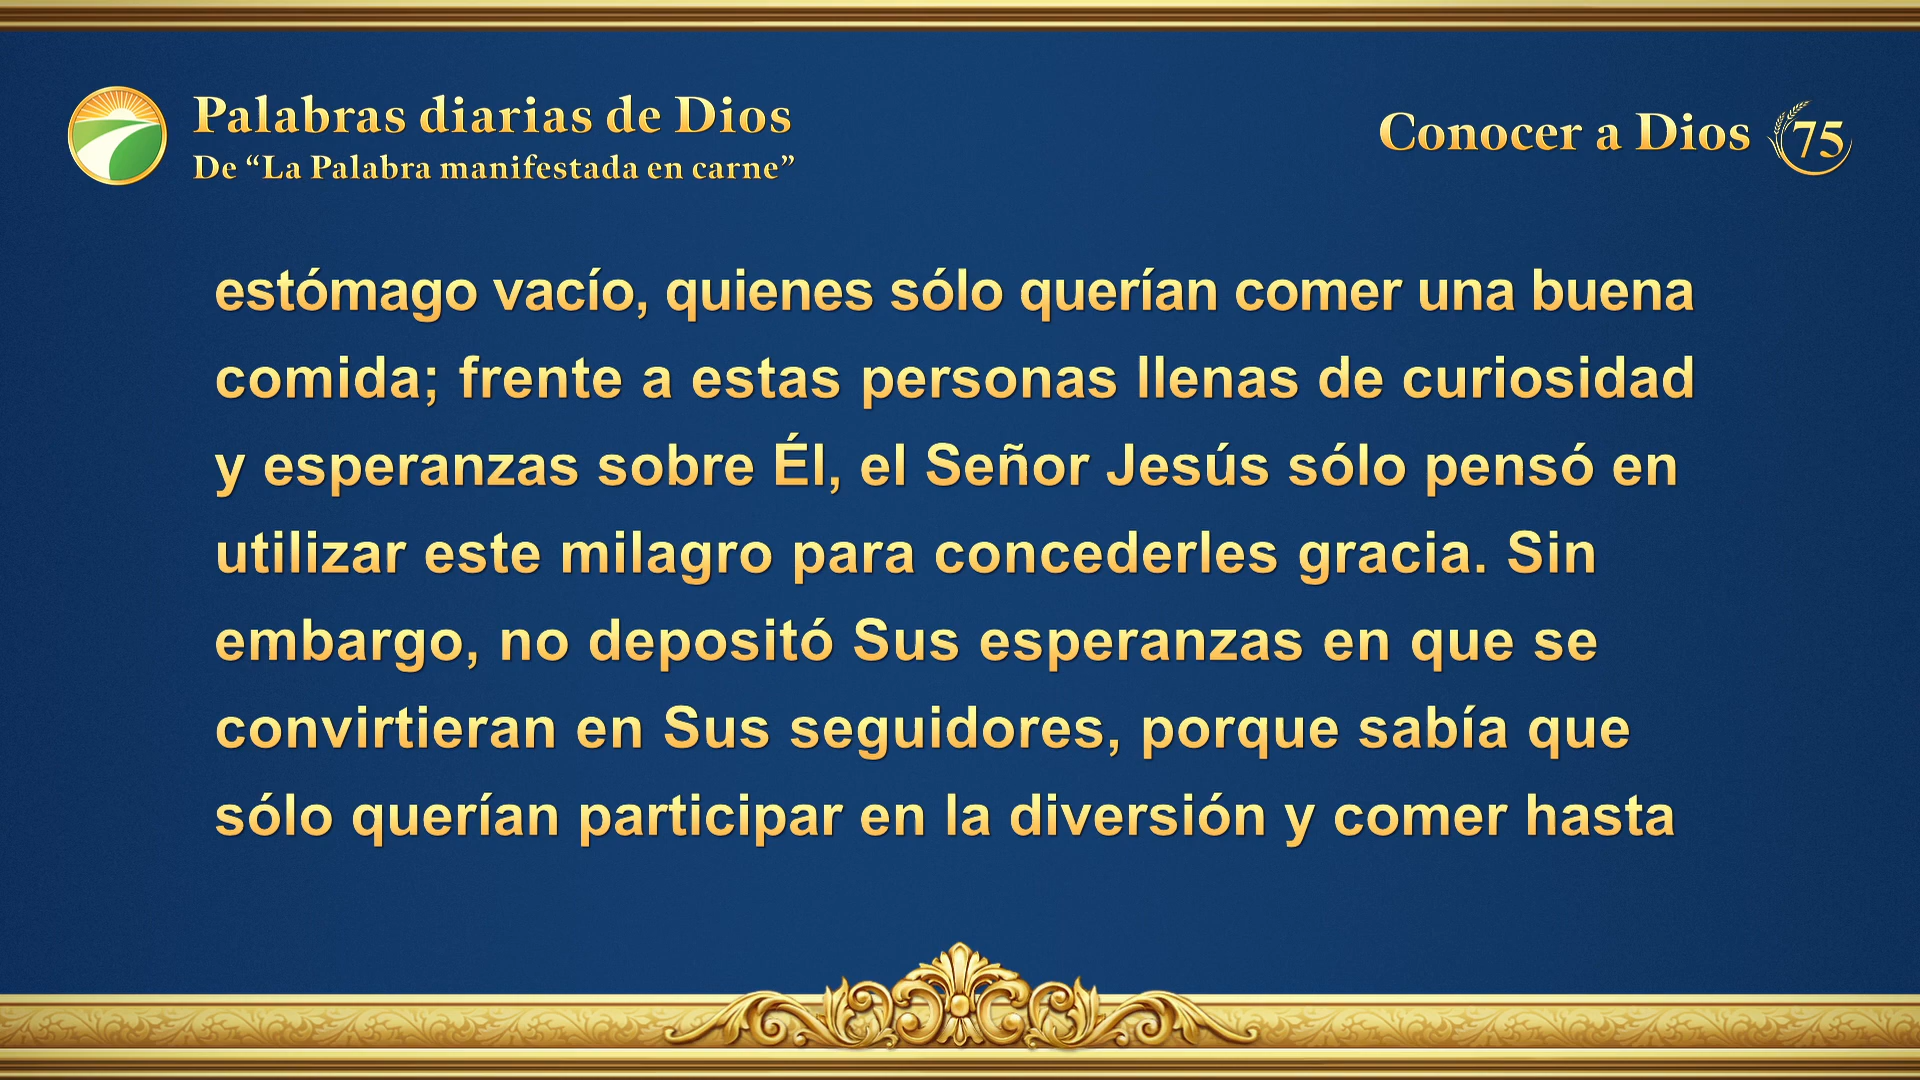 Palabras diarias de Dios
De “La Palabra manifestada en carne”
Conocer a Dios 75
estómago vacío, quienes sólo querían comer una buena
comida; frente a estas personas llenas de curiosidad
y esperanzas sobre Él, el Señor Jesús sólo pensó en
utilizar este milagro para concederles gracia. Sin
embargo, no depositó Sus esperanzas en que se
convirtieran en Sus seguidores, porque sabía que
sólo querían participar en la diversión y comer hasta